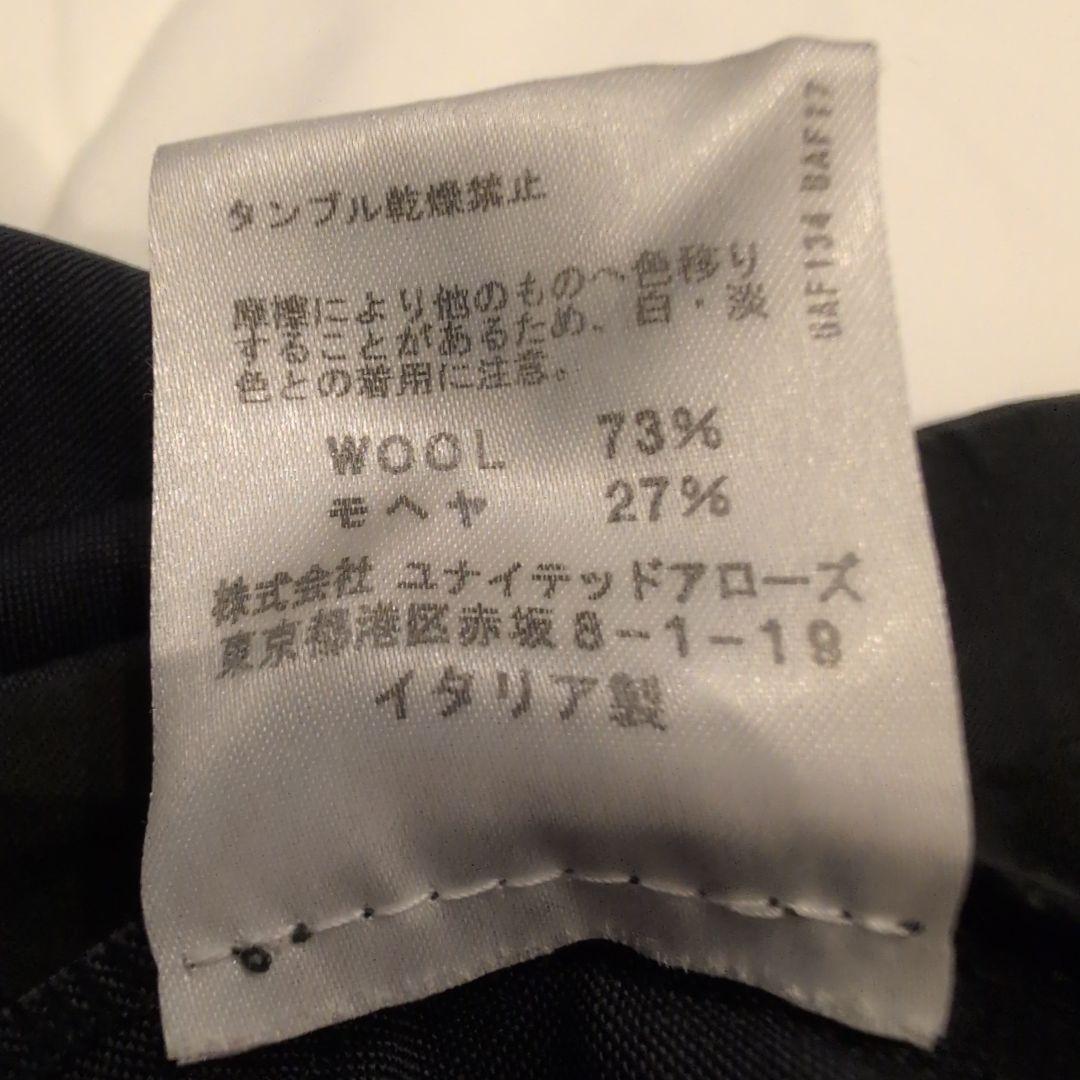 タンブル乾燥禁止
摩擦により他のものへ色移り
することがあるため、白・淡
色との着用に注意。
WOOL 73%
モヘヤ 27%
株式会社 ユナイテッドアローズ
東京都港区赤坂8-1-19
イタリア製